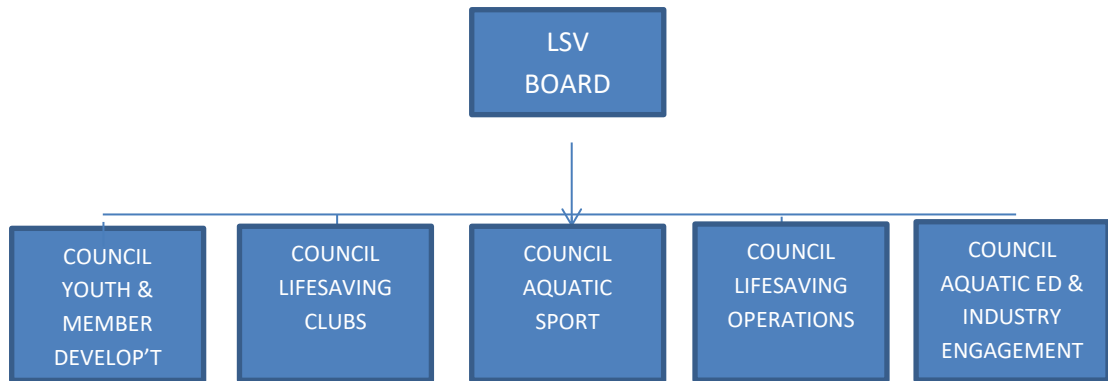 LSV
BOARD
COUNCIL
YOUTH &
MEMBER
DEVELOP’T
COUNCIL
LIFESAVING
CLUBS
COUNCIL
AQUATIC
SPORT
COUNCIL
LIFESAVING
OPERATIONS
COUNCIL
AQUATIC ED &
INDUSTRY
ENGAGEMENT